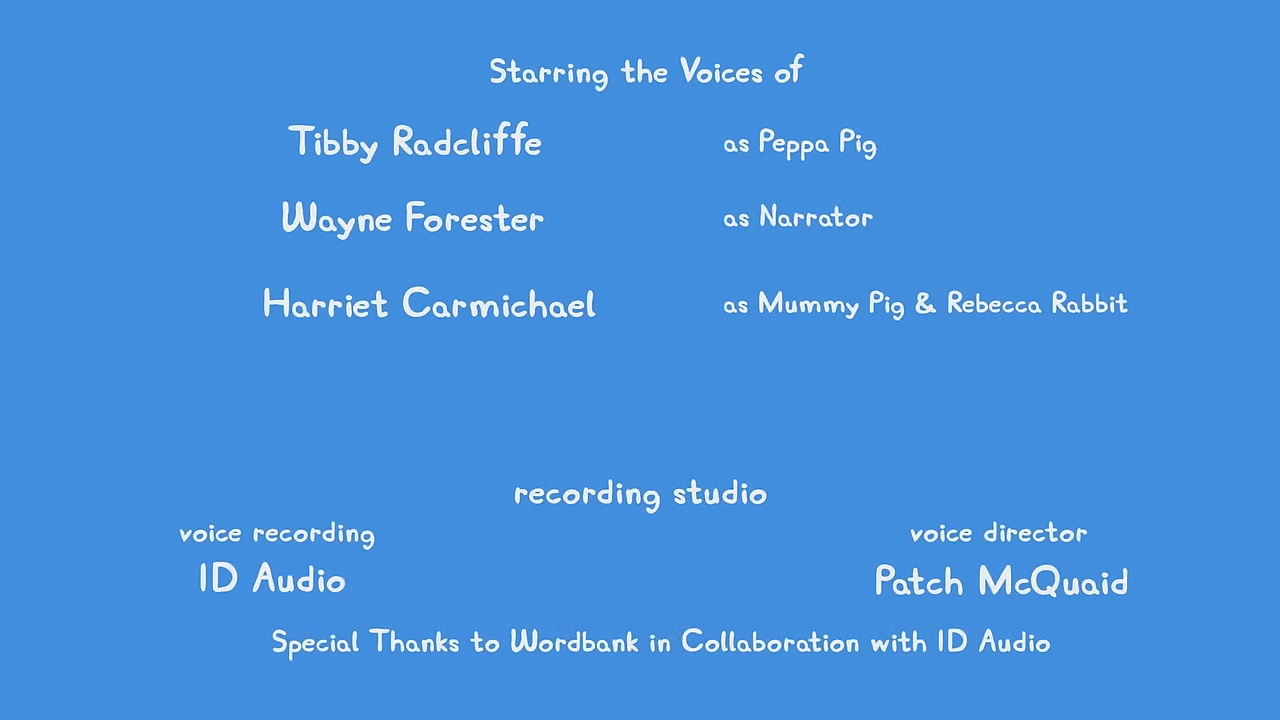 Starring the Voices of
Tibby Radcliffe as Peppa Pig
Wayne Forester as Narrator
Harriet Carmichael as Mummy Pig & Rebecca Rabbit
recording studio
voice recording voice director
ID Audio Patch McQuaid
Special Thanks to Wordbank in Collaboration with ID Audio